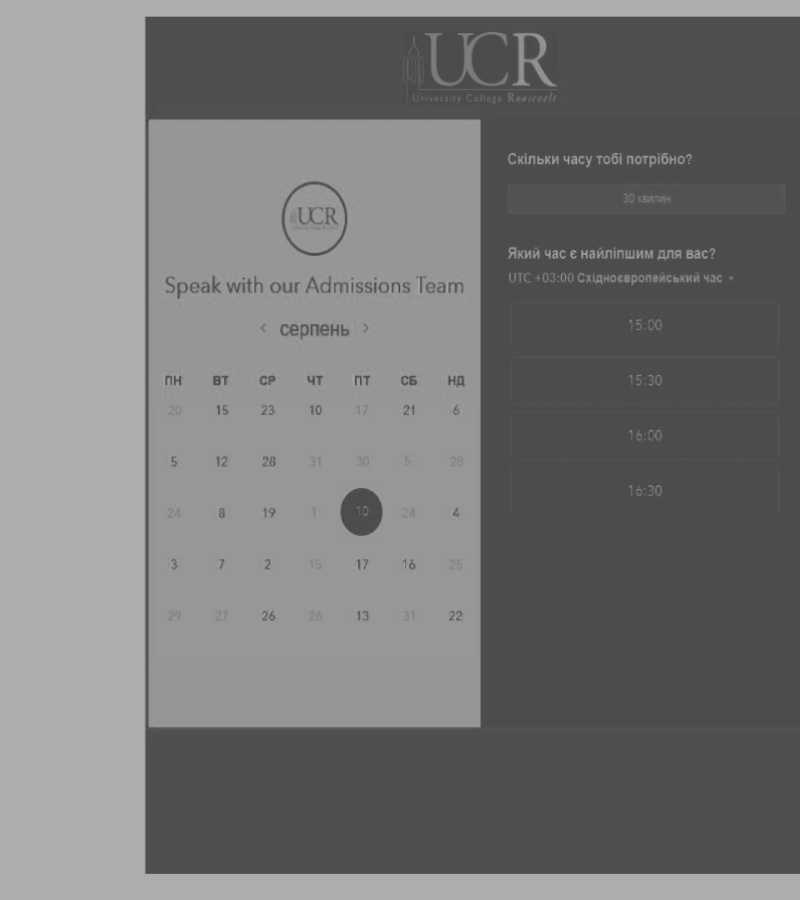 UCR
University College Roosevelt
UCR
Speak with our Admissions Team
серпень
ПН ВТ СР ЧТ ПТ СБ НД
20 15 23 10 17 21 6
5 12 28 31 30 5 28
24 8 19 1 10 24 4
3 7 2 15 17 16 25
29 27 26 26 13 31 22
Скільки часу тобі потрібно?
30 хвилин
Який час є найліпшим для вас?
UTC +03:00 Східноєвропейський час
15:00
15:30
16:00
16:30